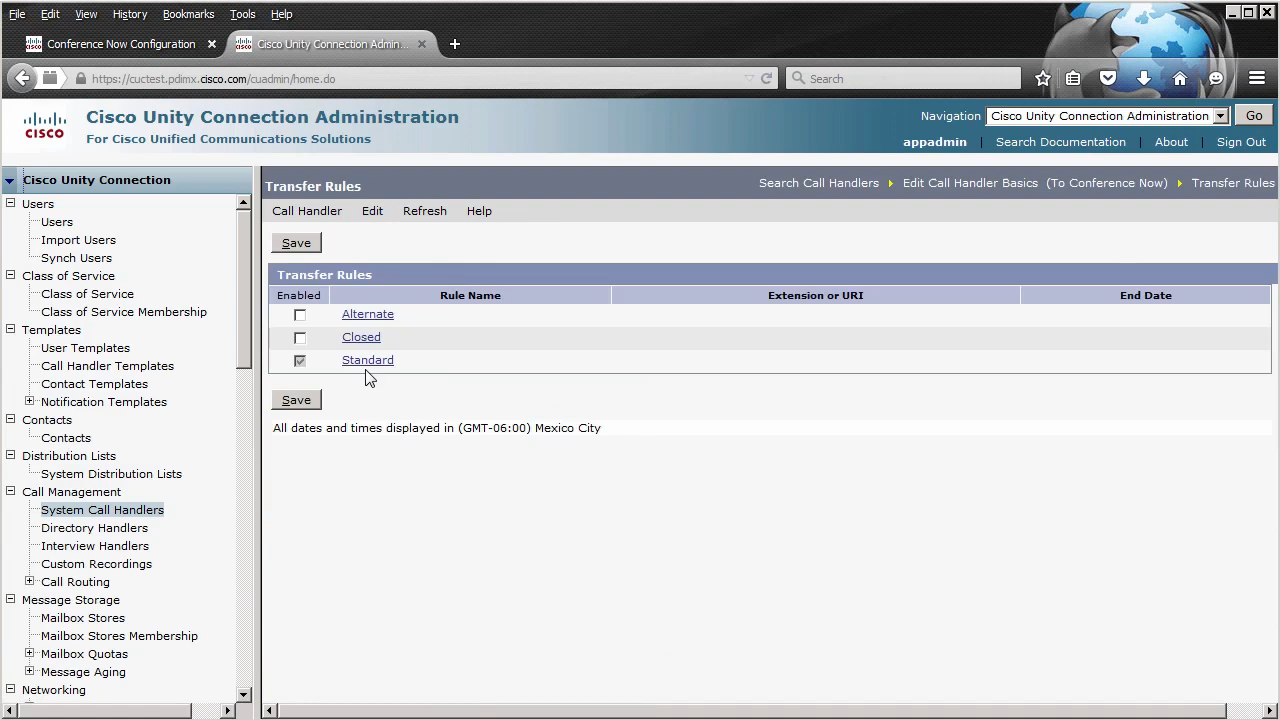 File Edit View History Bookmarks Tools Help
Conference Now Configuration × Cisco Unity Connection Admin... × +
https://cuctest.pdimx.cisco.com/cuadmin/home.do Search
CISCO
Cisco Unity Connection Administration
For Cisco Unified Communications Solutions
Navigation Cisco Unity Connection Administration Go
appadmin | Search Documentation | About | Sign Out
Cisco Unity Connection
Users
Users
Import Users
Synch Users
Class of Service
Class of Service
Class of Service Membership
Templates
User Templates
Call Handler Templates
Contact Templates
Notification Templates
Contacts
Contacts
Distribution Lists
System Distribution Lists
Call Management
System Call Handlers
Directory Handlers
Interview Handlers
Custom Recordings
Call Routing
Message Storage
Mailbox Stores
Mailbox Stores Membership
Mailbox Quotas
Message Aging
Networking
Transfer Rules
Search Call Handlers Edit Call Handler Basics (To Conference Now) Transfer Rules
Call Handler Edit Refresh Help
Save
Transfer Rules
Enabled Rule Name Extension or URI End Date
Alternate
Closed
Standard
Save
All dates and times displayed in (GMT-06:00) Mexico City